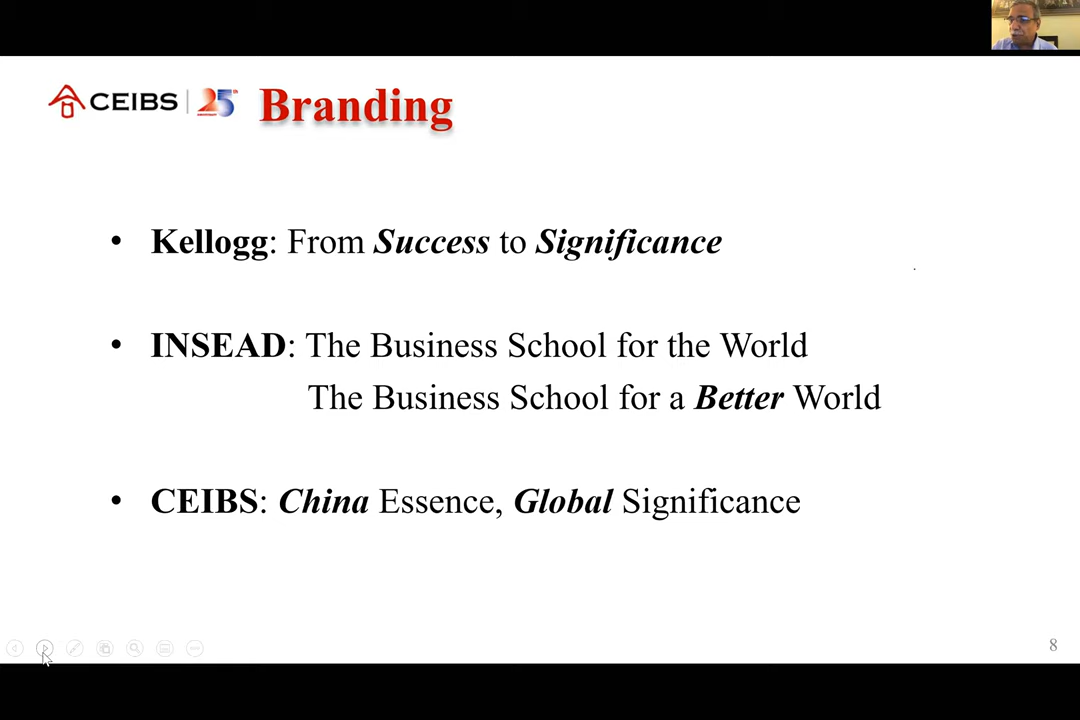 CEIBS 25th Branding
• Kellogg: From Success to Significance
• INSEAD: The Business School for the World
The Business School for a Better World
• CEIBS: China Essence, Global Significance
8